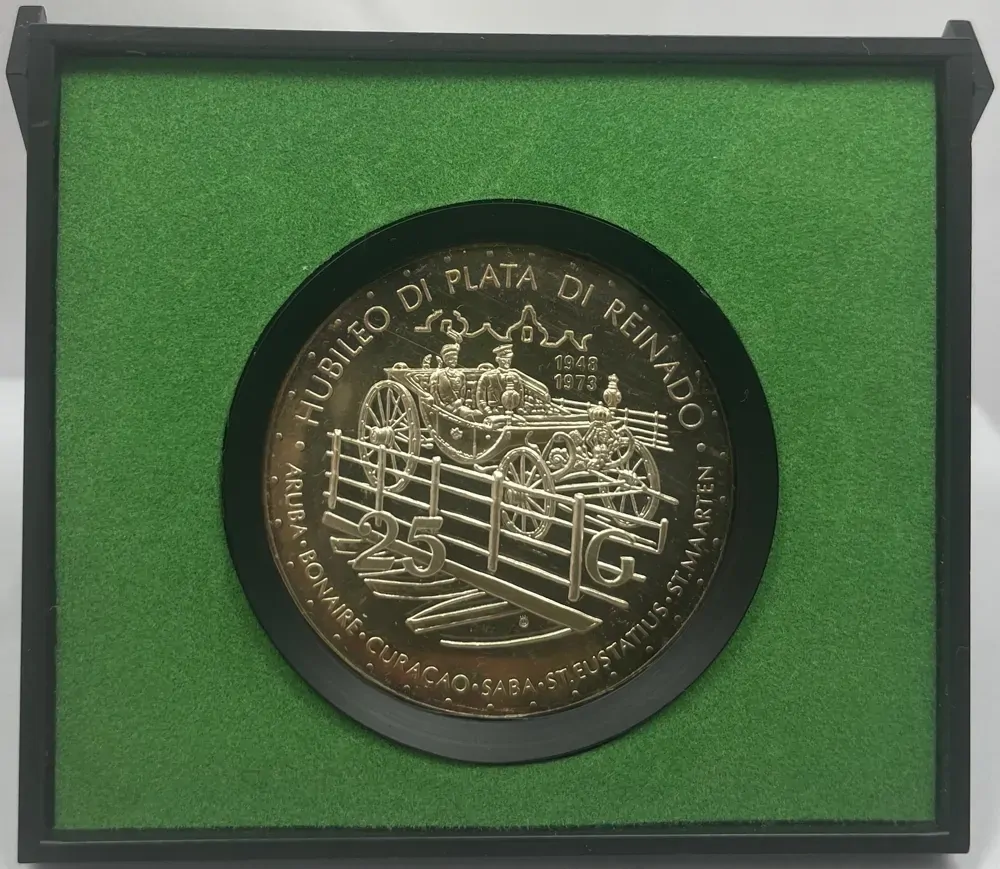 HUBILEO DI PLATA DI REINADO
1948
1973
25 G
ARUBA·BONAIRE·CURAÇAO·SABA·ST.EUSTATIUS·ST.MAARTEN